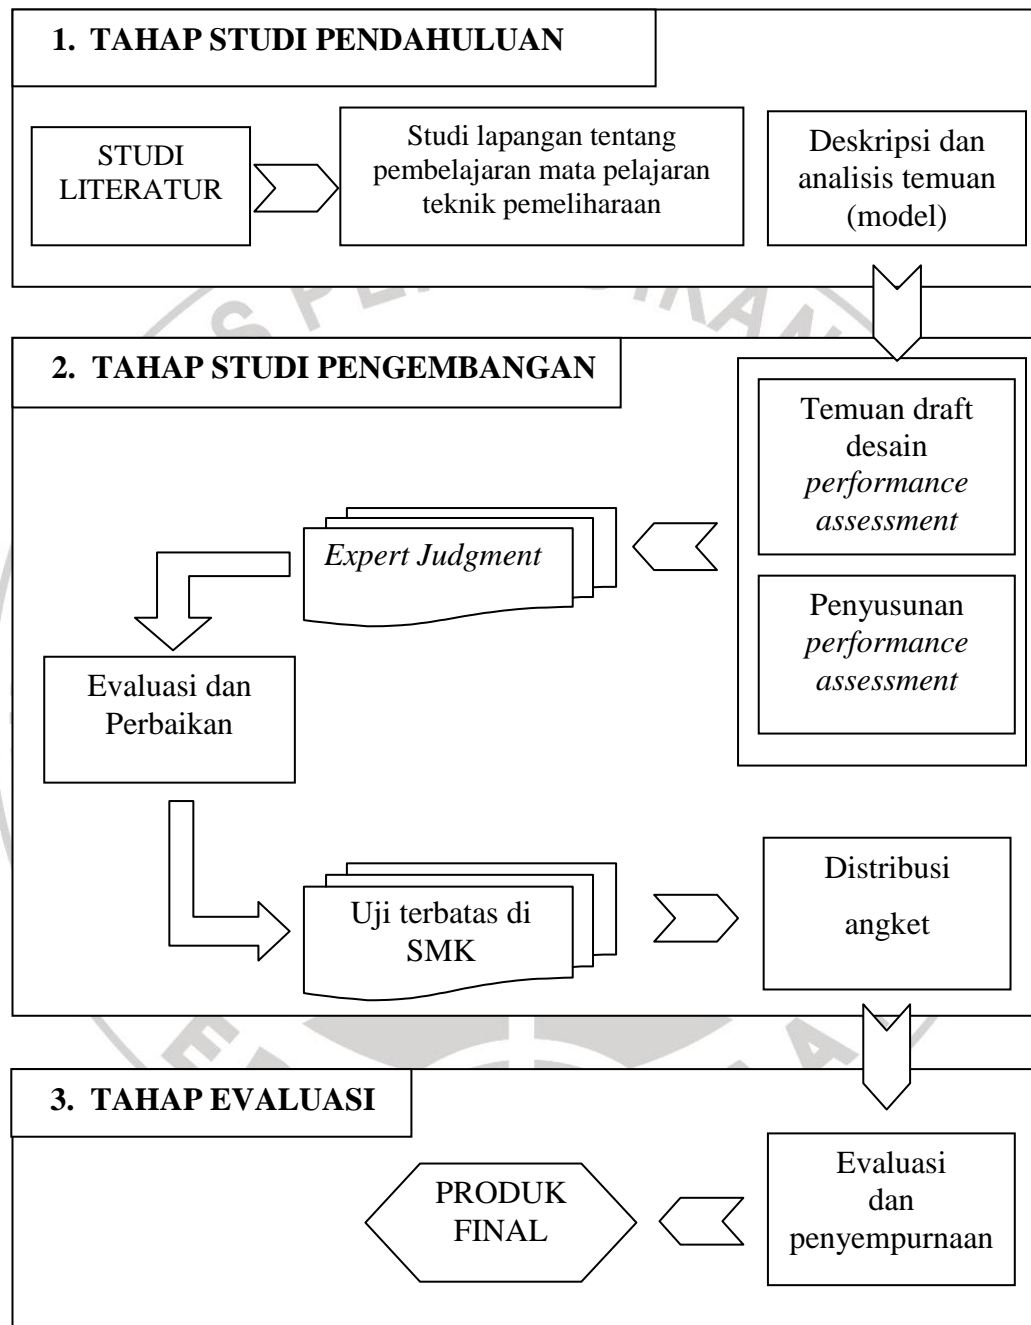 1. TAHAP STUDI PENDAHULUAN
STUDI
LITERATUR
Studi lapangan tentang
pembelajaran mata pelajaran
teknik pemeliharaan
Deskripsi dan
analisis temuan
(model)
2. TAHAP STUDI PENGEMBANGAN
Temuan draft
desain
performance
assessment
Penyusunan
performance
assessment
Expert Judgment
Evaluasi dan
Perbaikan
Uji terbatas di
SMK
Distribusi
angket
3. TAHAP EVALUASI
Evaluasi
dan
penyempurnaan
PRODUK
FINAL